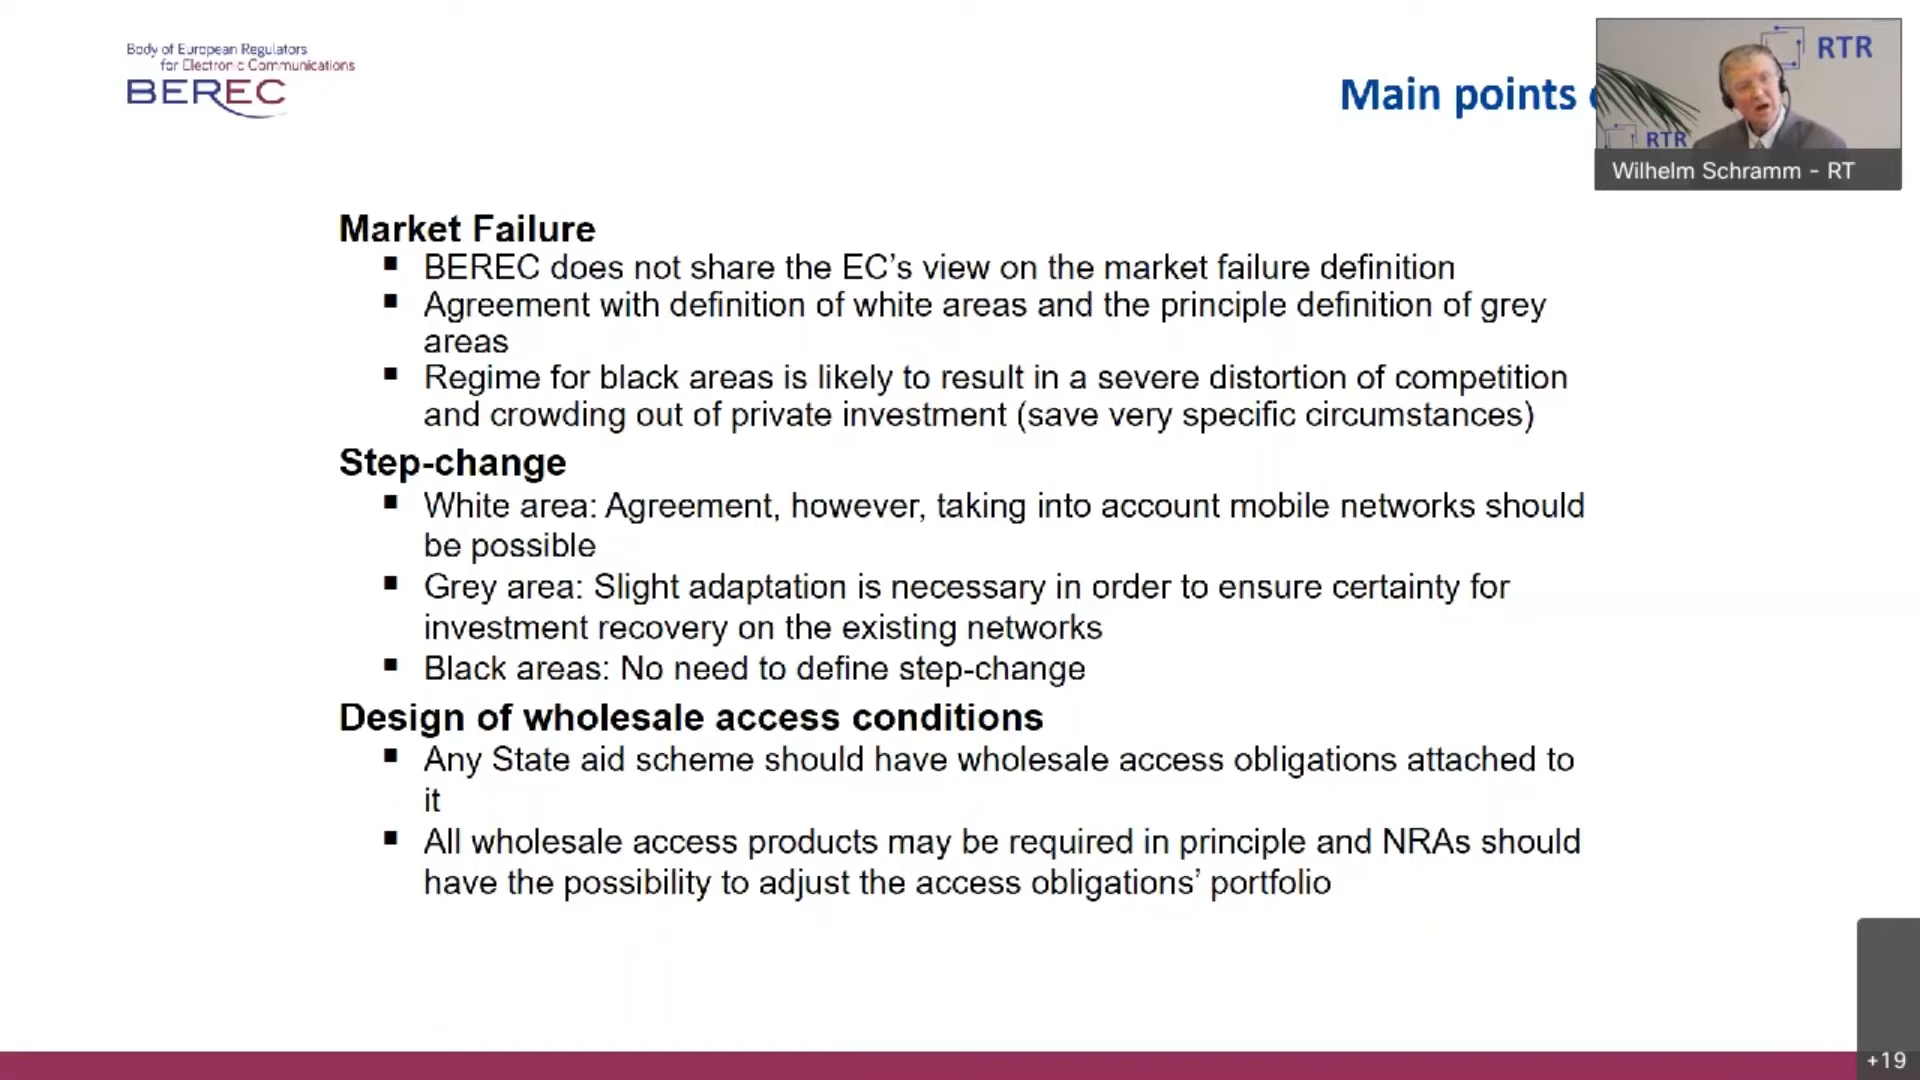 Body of European Regulators
for Electronic Communications
BEREC
Main points
RTR
RTR
Wilhelm Schramm - RT
Market Failure
▪ BEREC does not share the EC’s view on the market failure definition
▪ Agreement with definition of white areas and the principle definition of grey
areas
▪ Regime for black areas is likely to result in a severe distortion of competition
and crowding out of private investment (save very specific circumstances)
Step-change
▪ White area: Agreement, however, taking into account mobile networks should
be possible
▪ Grey area: Slight adaptation is necessary in order to ensure certainty for
investment recovery on the existing networks
▪ Black areas: No need to define step-change
Design of wholesale access conditions
▪ Any State aid scheme should have wholesale access obligations attached to
it
▪ All wholesale access products may be required in principle and NRAs should
have the possibility to adjust the access obligations’ portfolio
+19